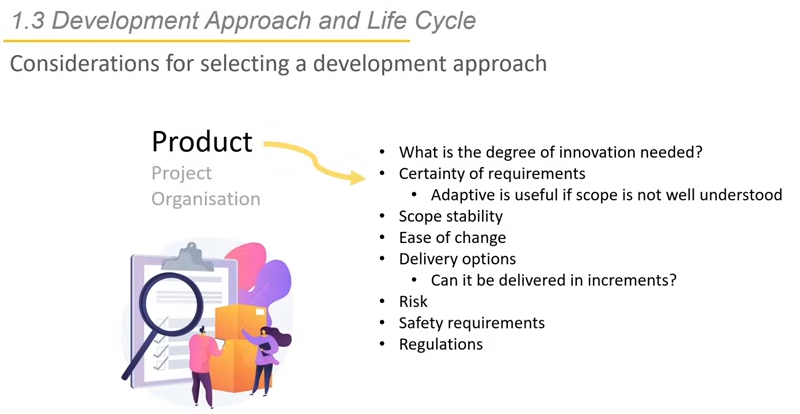 1.3 Development Approach and Life Cycle
Considerations for selecting a development approach
Product
Project
Organisation
• What is the degree of innovation needed?
• Certainty of requirements
• Adaptive is useful if scope is not well understood
• Scope stability
• Ease of change
• Delivery options
• Can it be delivered in increments?
• Risk
• Safety requirements
• Regulations